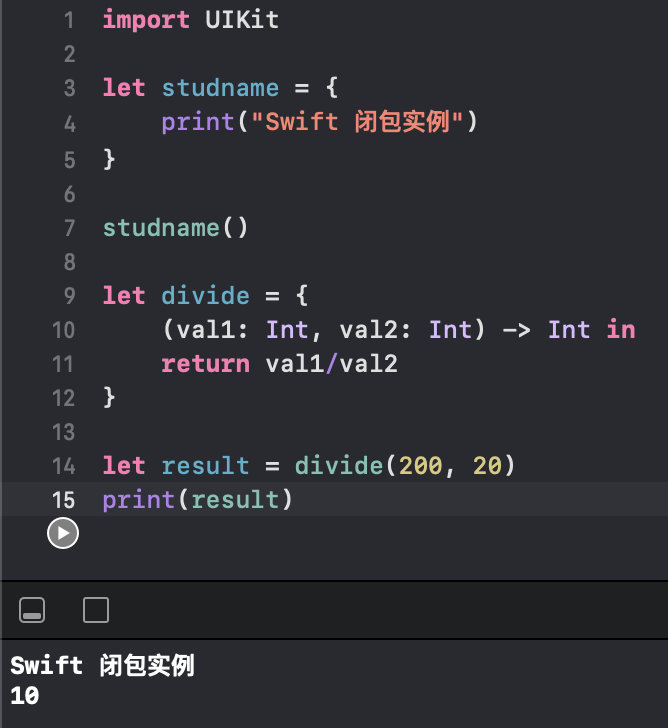 1 import UIKit
2
3 let studname = {
4     print("Swift 闭包实例")
5 }
6
7 studname()
8
9 let divide = {
10     (val1: Int, val2: Int) -> Int in
11     return val1/val2
12 }
13
14 let result = divide(200, 20)
15 print(result)
Swift 闭包实例
10